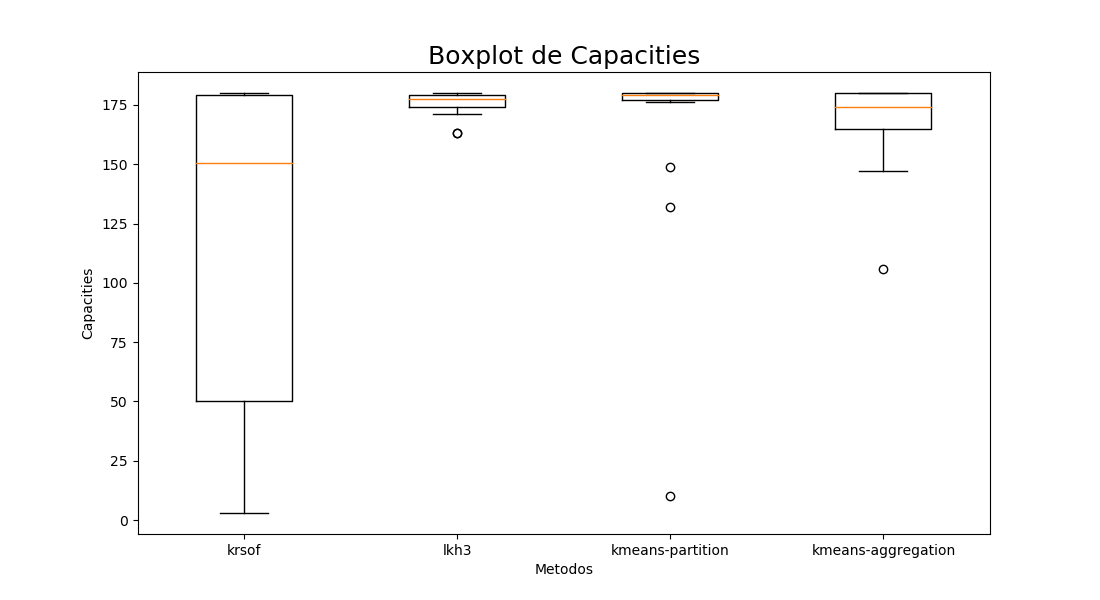 Boxplot de Capacities
Capacities
175
150
125
100
75
50
25
0
krsof
lkh3
kmeans-partition
kmeans-aggregation
Metodos